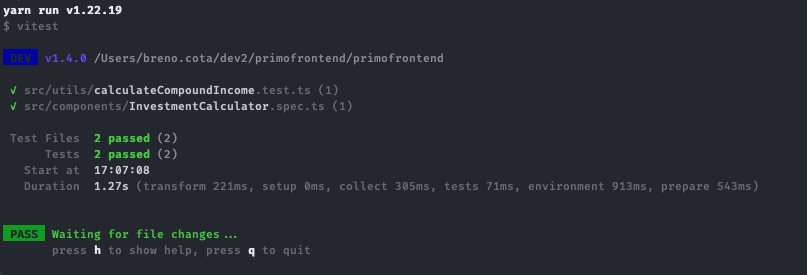 yarn run v1.22.19
$ vitest
DEV v1.4.0 /Users/breno.cota/dev2/primofrontend/primofrontend
✓ src/utils/calculateCompoundIncome.test.ts (1)
✓ src/components/InvestmentCalculator.spec.ts (1)
Test Files 2 passed (2)
Tests 2 passed (2)
Start at 17:07:08
Duration 1.27s (transform 221ms, setup 0ms, collect 305ms, tests 71ms, environment 913ms, prepare 543ms)
PASS Waiting for file changes...
press h to show help, press q to quit